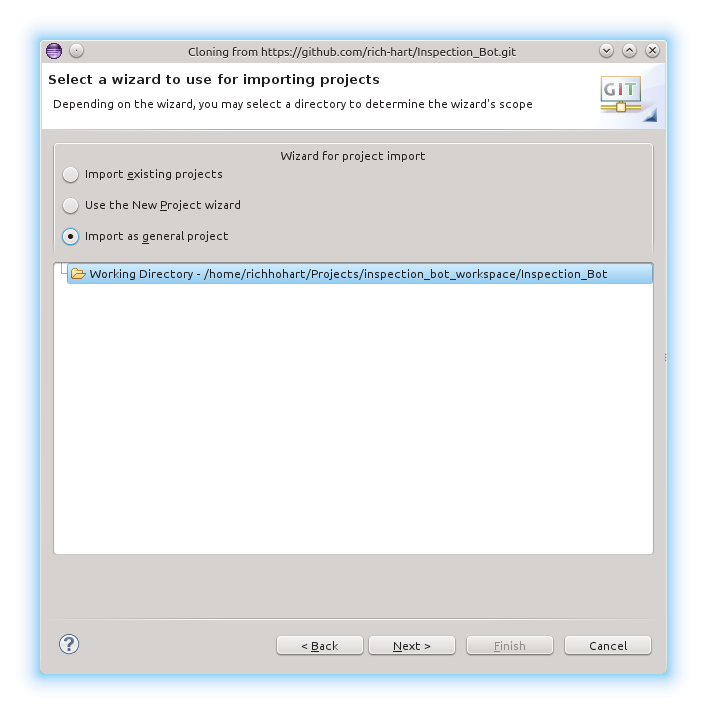 Cloning from https://github.com/rich-hart/Inspection_Bot.git
Select a wizard to use for importing projects
Depending on the wizard, you may select a directory to determine the wizard's scope
GIT
Wizard for project import
Import existing projects
Use the New Project wizard
Import as general project
Working Directory - /home/richhohart/Projects/inspection_bot_workspace/Inspection_Bot
?
< Back Next > Finish Cancel